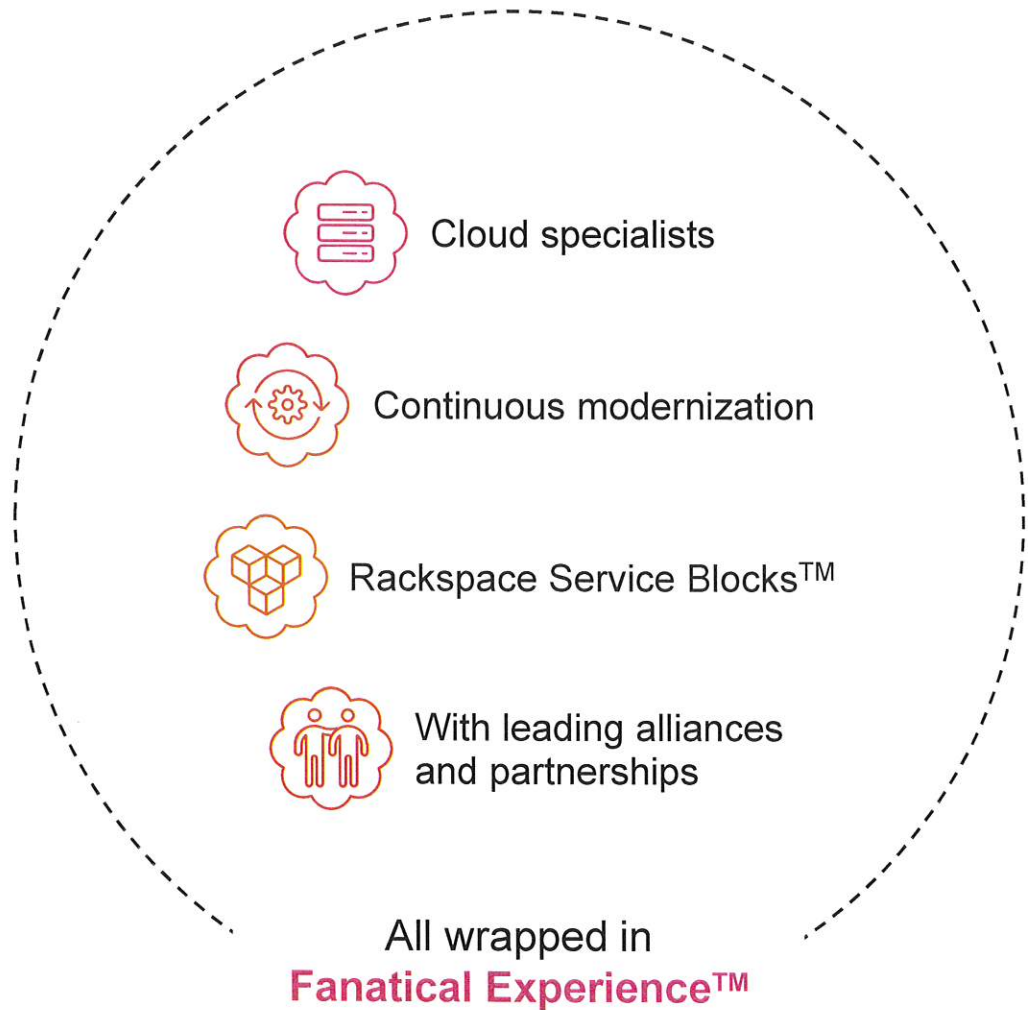 Cloud specialists
Continuous modernization
Rackspace Service Blocks™
With leading alliances
and partnerships
All wrapped in
Fanatical Experience™